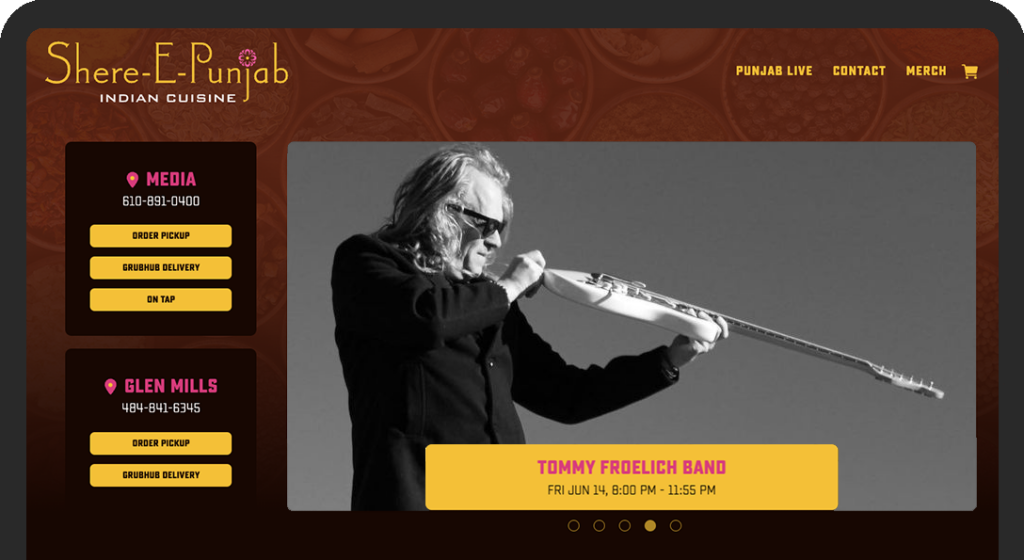 Shere-E-Punjab
INDIAN CUISINE
PUNJAB LIVE
CONTACT
MERCH
MEDIA
610-891-0400
ORDER PICKUP
GRUBHUB DELIVERY
ON TAP
GLEN MILLS
484-841-6345
ORDER PICKUP
GRUBHUB DELIVERY
TOMMY FROELICH BAND
FRI JUN 14, 8:00 PM - 11:55 PM